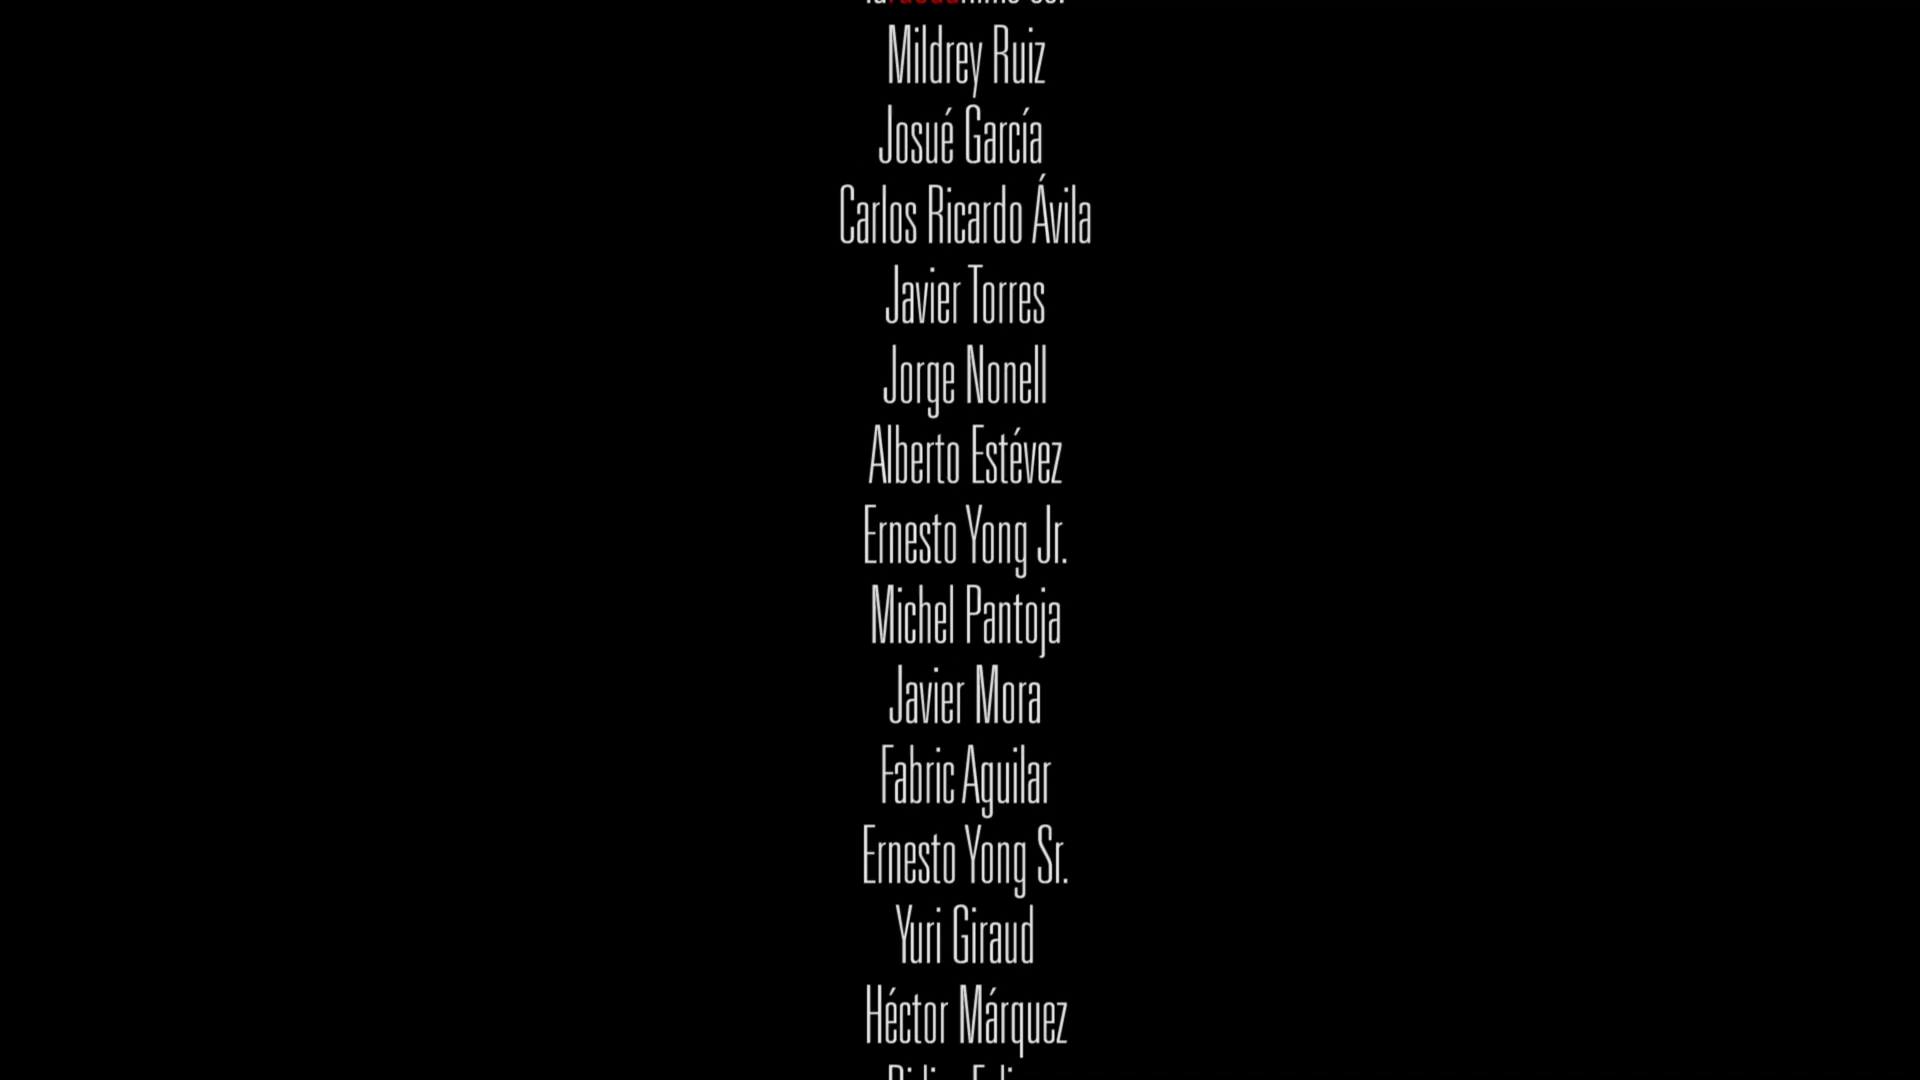 Mildrey Ruiz
Josué García
Carlos Ricardo Ávila
Javier Torres
Jorge Nonell
Alberto Estévez
Ernesto Yong Jr.
Michel Pantoja
Javier Mora
Fabric Aguilar
Ernesto Yong Sr.
Yuri Giraud
Héctor Márquez